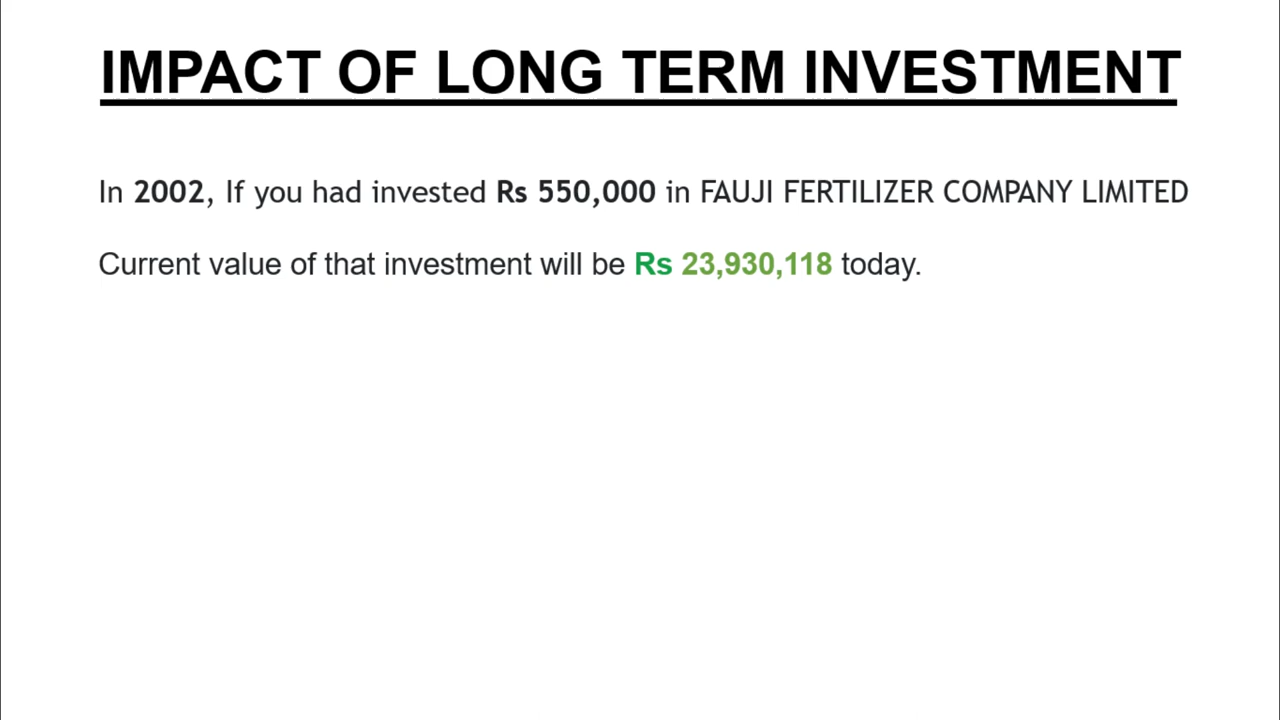 IMPACT OF LONG TERM INVESTMENT
In 2002, If you had invested Rs 550,000 in FAUJI FERTILIZER COMPANY LIMITED
Current value of that investment will be Rs 23,930,118 today.